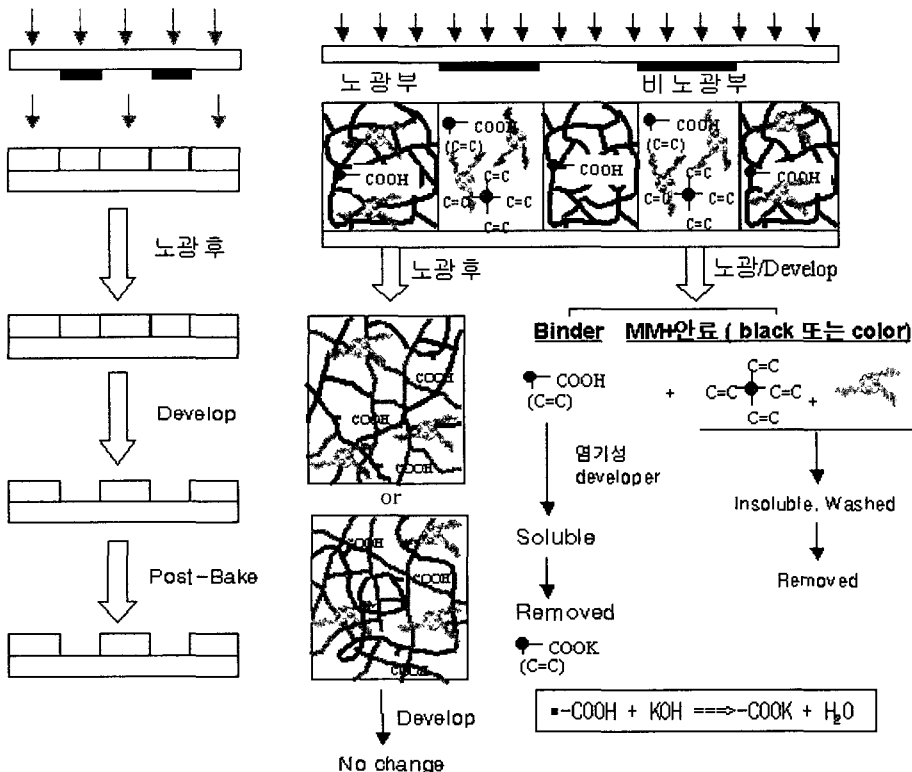 노광 후
Develop
Post-Bake
노광부
비노광부
COOH
(C=C)
COOH
(C=C)
COOH
C=C
C=C
C=C
C=C
COOH
C=C
C=C
C=C
COOH
노광 후
노광/Develop
COOH
COOH
COOH
or
COOH
COOH
COOH
Develop
No change
Binder
MM+안료 ( black 또는 color)
COOH
(C=C)
+
C=C
C=C
C=C
C=C
+
염기성
developer
Soluble
Removed
COOK
(C=C)
Insoluble, Washed
Removed
▪-COOH + KOH ===>-COOK + H₂O